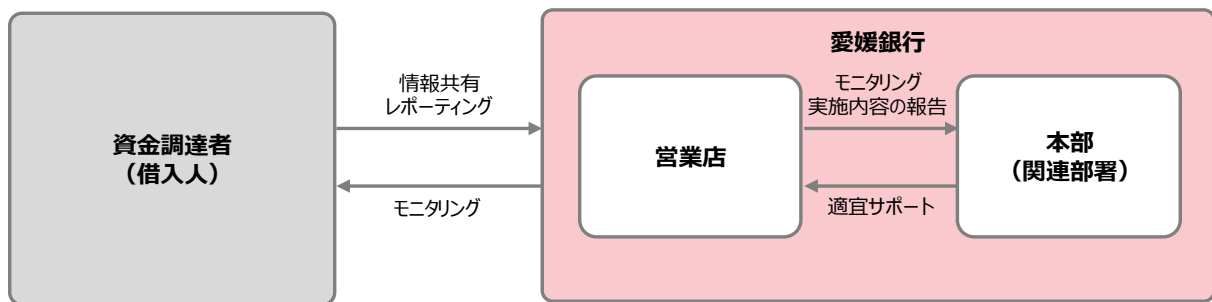 愛媛銀行
情報共有
レポーティング
モニタリング
実施内容の報告
資金調達者
（借入人）
営業店
本部
（関連部署）
モニタリング
適宜サポート